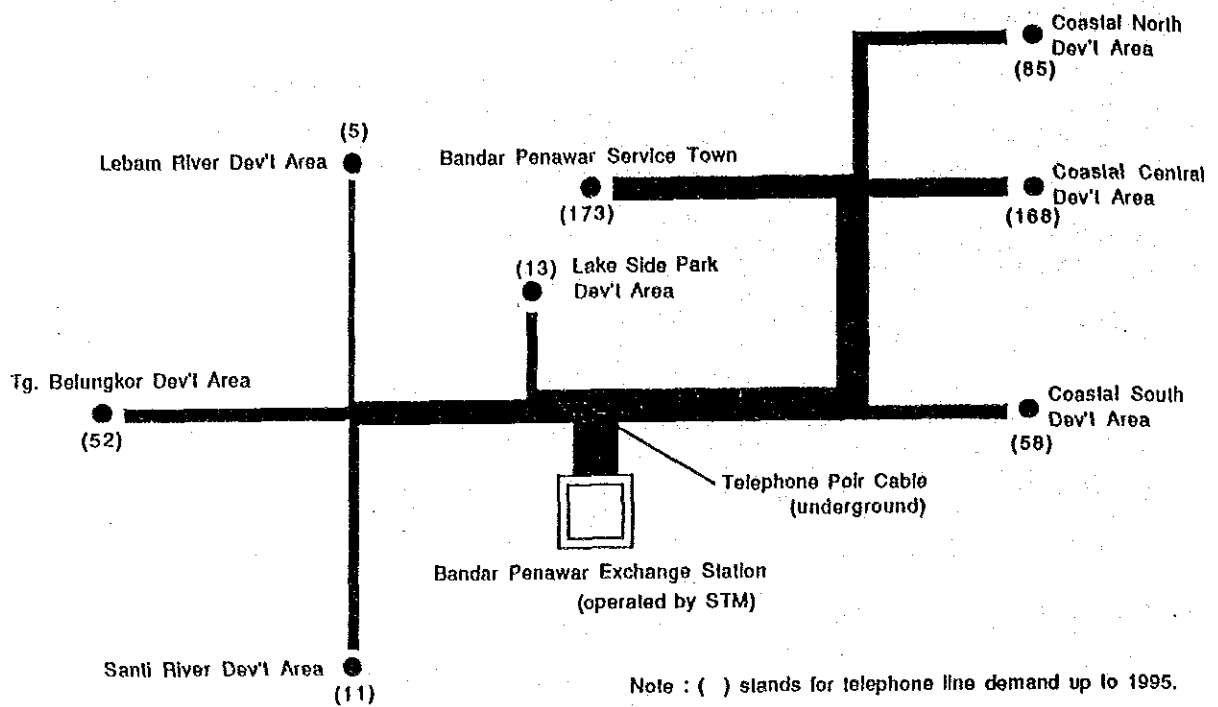 Coastal North
Dev't Area
(85)
(5)
Lebam River Dev't Area
Bandar Penawar Service Town
(173)
Coastal Central
Dev't Area
(168)
(13) Lake Side Park
Dev't Area
Tg. Belungkor Dev't Area
(52)
Coastal South
Dev't Area
(58)
Telephone Poir Cable
(underground)
Bandar Penawar Exchange Station
(operated by STM)
Santi River Dev't Area
(11)
Note : ( ) stands for telephone line demand up to 1995.